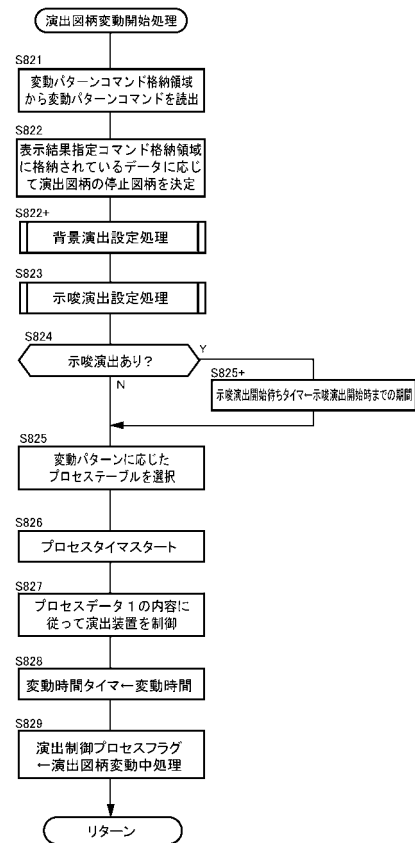 演出図柄変動開始処理
S821
変動パターンコマンド格納領域
から変動パターンコマンドを読出
S822
表示結果指定コマンド格納領域
に格納されているデータに応じ
て演出図柄の停止図柄を決定
S822+
背景演出設定処理
S823
示唆演出設定処理
S824
示唆演出あり?
Y
N
S825+
示唆演出開始待ちタイマ←示唆演出開始時までの期間
S825
変動パターンに応じた
プロセステーブルを選択
S826
プロセスタイマスタート
S827
プロセスデータ1の内容に
従って演出装置を制御
S828
変動時間タイマ←変動時間
S829
演出制御プロセスフラグ
←演出図柄変動中処理
リターン